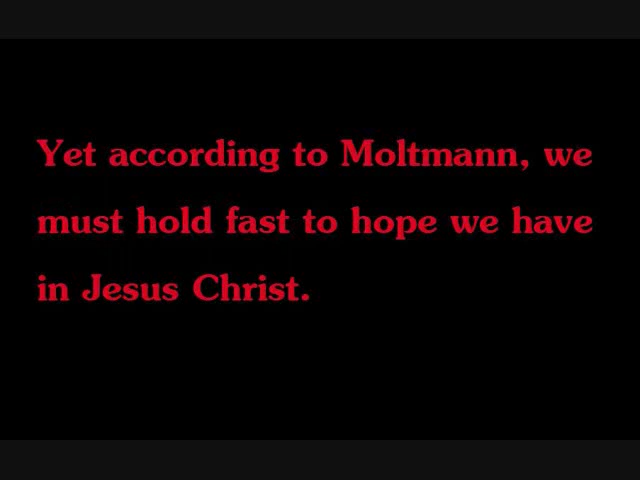 Yet according to Moltmann, we
must hold fast to hope we have
in Jesus Christ.